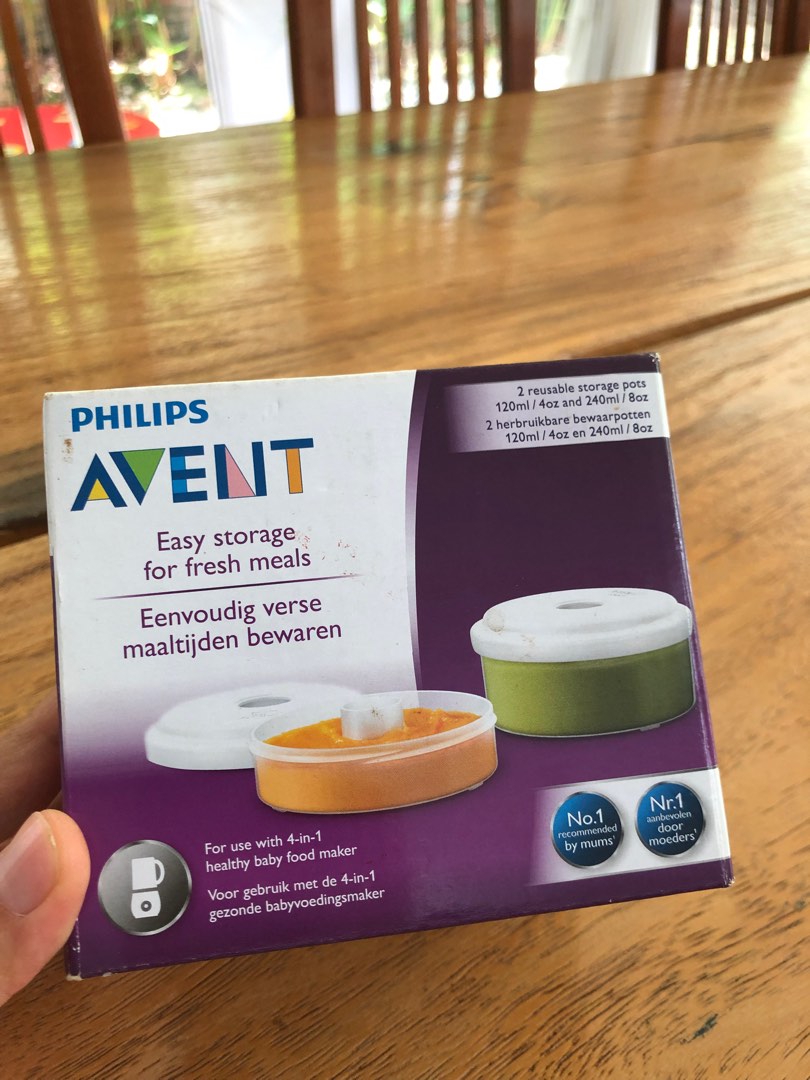 PHILIPS
AVENT
Easy storage
for fresh meals
Eenvoudig verse
maaltijden bewaren
2 reusable storage pots
120ml / 4oz and 240ml / 8oz
2 herbruikbare bewaarpotten
120ml / 4oz en 240ml / 8oz
For use with 4-in-1
healthy baby food maker
Voor gebruik met de 4-in-1
gezonde babyvoedingsmaker
No.1
recommended
by mums¹
Nr.1
aanbevolen
door
moeders¹